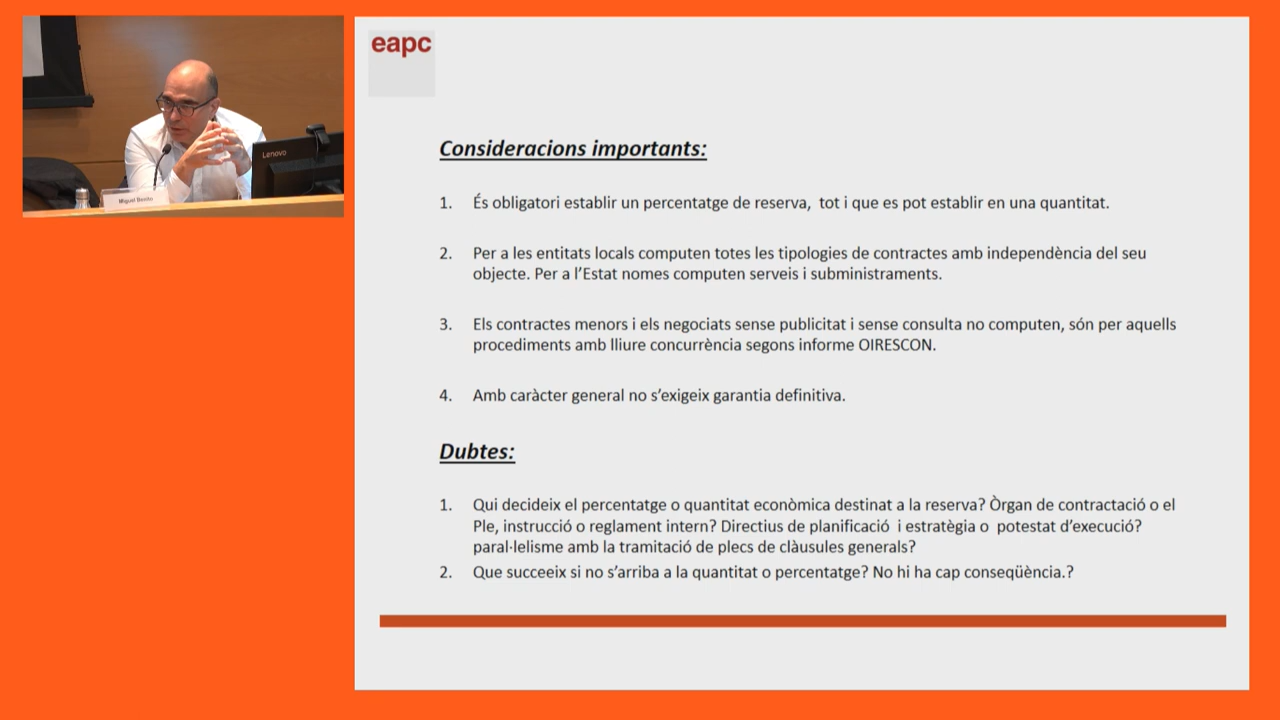 eapc
Lenovo
Miguel Benito
Consideracions importants:
1. És obligatori establir un percentatge de reserva, tot i que es pot establir en una quantitat.
2. Per a les entitats locals computen totes les tipologies de contractes amb independència del seu
objecte. Per a l’Estat nomes computen serveis i subministraments.
3. Els contractes menors i els negociats sense publicitat i sense consulta no computen, són per aquells
procediments amb lliure concurrència segons informe OIRESCON.
4. Amb caràcter general no s’exigeix garantia definitiva.
Dubtes:
1. Qui decideix el percentatge o quantitat econòmica destinat a la reserva? Òrgan de contractació o el
Ple, instrucció o reglament intern? Directius de planificació i estratègia o potestat d’execució?
paral·lelisme amb la tramitació de plecs de clàusules generals?
2. Que succeeix si no s’arriba a la quantitat o percentatge? No hi ha cap conseqüència.?